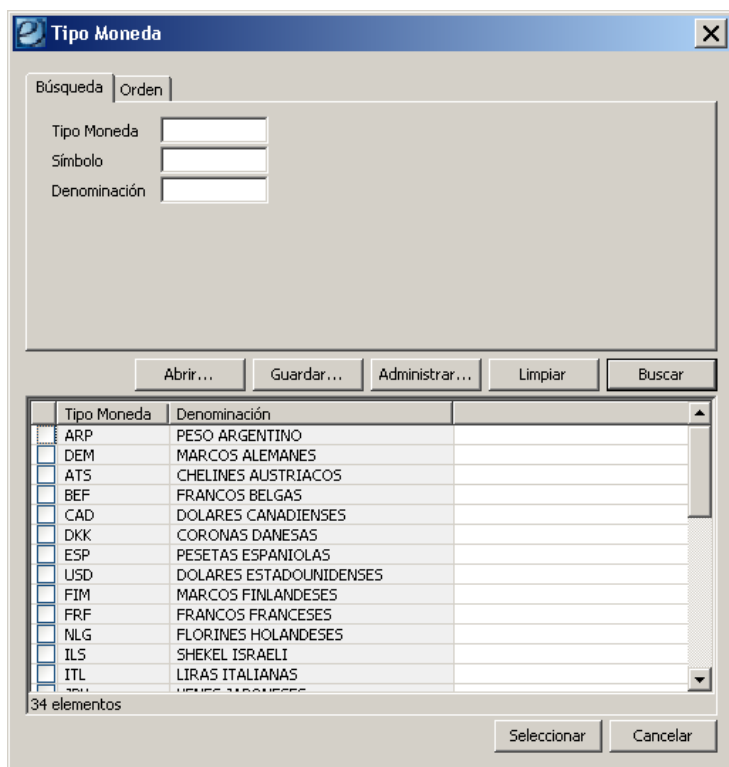 Tipo Moneda
Búsqueda Orden
Tipo Moneda
Símbolo
Denominación
Abrir... Guardar... Administrar... Limpiar Buscar
Tipo Moneda Denominación
ARP PESO ARGENTINO
DEM MARCOS ALEMANES
ATS CHELINES AUSTRIACOS
BEF FRANCOS BELGAS
CAD DOLARES CANADIENSES
DKK CORONAS DANESAS
ESP PESETAS ESPANIOLAS
USD DOLARES ESTADOUNIDENSES
FIM MARCOS FINLANDESES
FRF FRANCOS FRANCESES
NLG FLORINES HOLANDESES
ILS SHEKEL ISRAELI
ITL LIRAS ITALIANAS
34 elementos
Seleccionar Cancelar